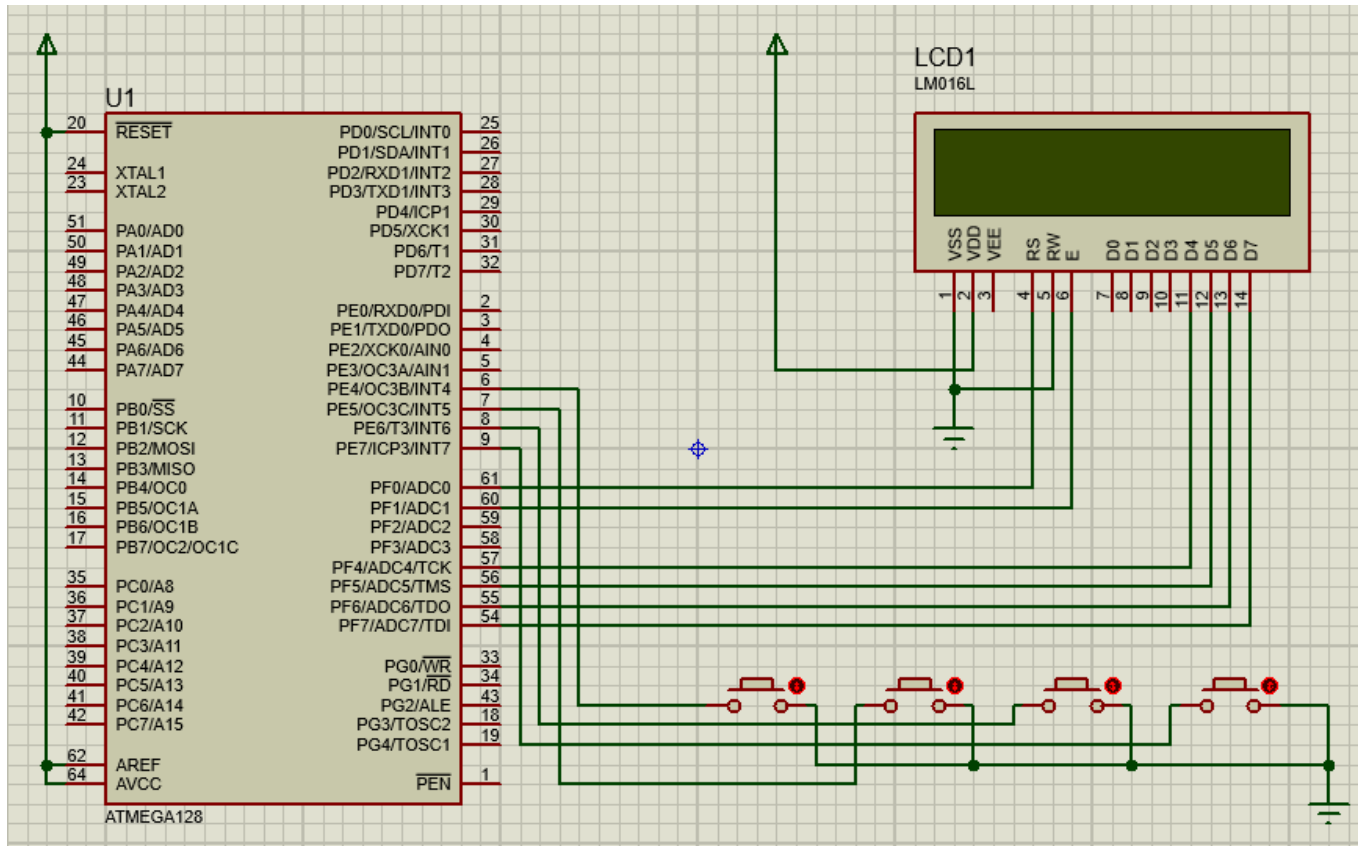 U1
20 RESET
24 XTAL1
23 XTAL2
51 PA0/AD0
50 PA1/AD1
49 PA2/AD2
48 PA3/AD3
47 PA4/AD4
46 PA5/AD5
45 PA6/AD6
44 PA7/AD7
10 PB0/SS
11 PB1/SCK
12 PB2/MOSI
13 PB3/MISO
14 PB4/OC0
15 PB5/OC1A
16 PB6/OC1B
17 PB7/OC2/OC1C
35 PC0/A8
36 PC1/A9
37 PC2/A10
38 PC3/A11
39 PC4/A12
40 PC5/A13
41 PC6/A14
42 PC7/A15
62 AREF
64 AVCC
PD0/SCL/INT0 25
PD1/SDA/INT1 26
PD2/RXD1/INT2 27
PD3/TXD1/INT3 28
PD4/ICP1 29
PD5/XCK1 30
PD6/T1 31
PD7/T2 32
PE0/RXD0/PDI 2
PE1/TXD0/PDO 3
PE2/XCK0/AIN0 4
PE3/OC3A/AIN1 5
PE4/OC3B/INT4 6
PE5/OC3C/INT5 7
PE6/T3/INT6 8
PE7/ICP3/INT7 9
PF0/ADC0 61
PF1/ADC1 60
PF2/ADC2 59
PF3/ADC3 58
PF4/ADC4/TCK 57
PF5/ADC5/TMS 56
PF6/ADC6/TDO 55
PF7/ADC7/TDI 54
PG0/WR 33
PG1/RD 34
PG2/ALE 43
PG3/TOSC2 18
PG4/TOSC1 19
PEN 1
ATMEGA128
LCD1
LM016L
VSS 1
VDD 2
VEE 3
RS 4
RW 5
E 6
D0 7
D1 8
D2 9
D3 10
D4 11
D5 12
D6 13
D7 14